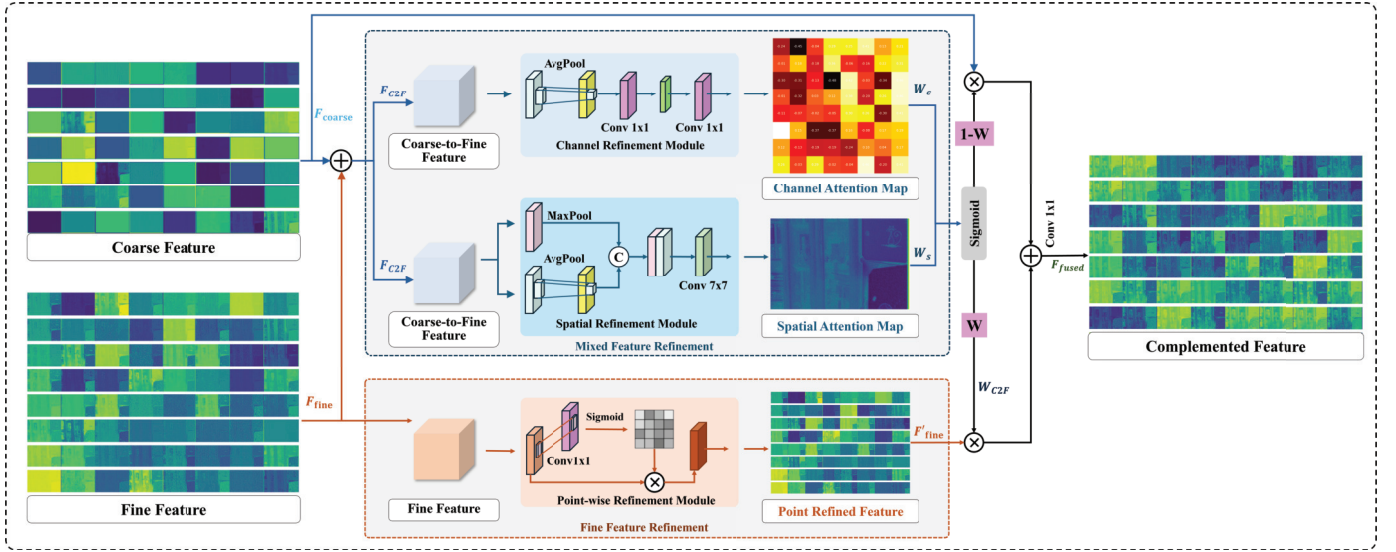 F_coarse
Coarse Feature
F_fine
Fine Feature
F_C2F
Coarse-to-Fine
Feature
AvgPool
Conv 1x1
Conv 1x1
Channel Refinement Module
Channel Attention Map
W_c
F_C2F
Coarse-to-Fine
Feature
MaxPool
AvgPool
C
Conv 7x7
Spatial Refinement Module
Spatial Attention Map
W_s
Mixed Feature Refinement
Fine Feature
Conv1x1
Sigmoid
Point-wise Refinement Module
Point Refined Feature
Fine Feature Refinement
F'_fine
1-W
Sigmoid
W
W_C2F
Conv 1x1
F_fused
Complemented Feature